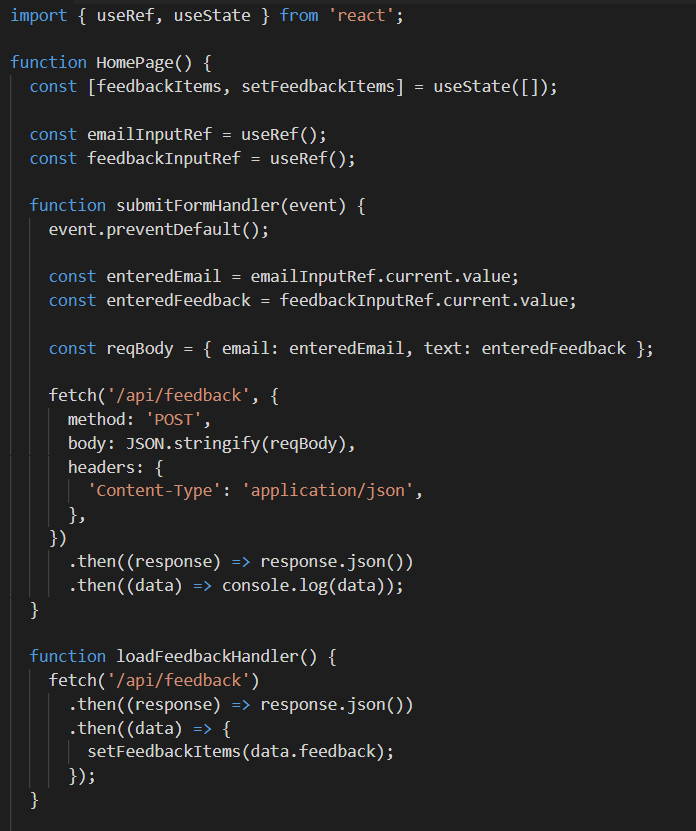 import { useRef, useState } from 'react';
function HomePage() {
const [feedbackItems, setFeedbackItems] = useState([]);
const emailInputRef = useRef();
const feedbackInputRef = useRef();
function submitFormHandler(event) {
event.preventDefault();
const enteredEmail = emailInputRef.current.value;
const enteredFeedback = feedbackInputRef.current.value;
const reqBody = { email: enteredEmail, text: enteredFeedback };
fetch('/api/feedback', {
method: 'POST',
body: JSON.stringify(reqBody),
headers: {
'Content-Type': 'application/json',
},
})
.then((response) => response.json())
.then((data) => console.log(data));
}
function loadFeedbackHandler() {
fetch('/api/feedback')
.then((response) => response.json())
.then((data) => {
setFeedbackItems(data.feedback);
});
}